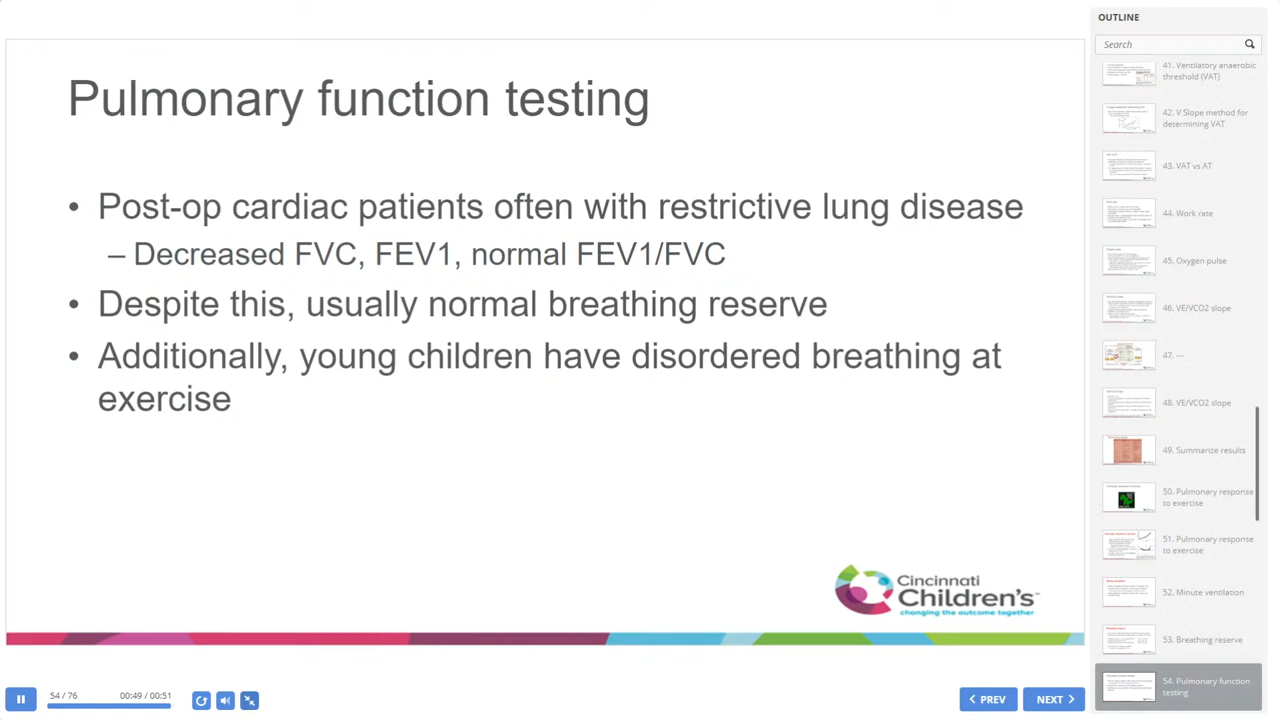 Pulmonary function testing
• Post-op cardiac patients often with restrictive lung disease
– Decreased FVC, FEV1, normal FEV1/FVC
• Despite this, usually normal breathing reserve
• Additionally, young children have disordered breathing at
exercise
Cincinnati
Children's™
changing the outcome together
54 / 76
00:49 / 00:51
PREV
NEXT
OUTLINE
Search
41. Ventilatory anaerobic
threshold (VAT)
42. V Slope method for
determining VAT
43. VAT vs AT
44. Work rate
45. Oxygen pulse
46. VE/VCO2 slope
47. ---
48. VE/VCO2 slope
49. Summarize results
50. Pulmonary response
to exercise
51. Pulmonary response
to exercise
52. Minute ventilation
53. Breathing reserve
54. Pulmonary function
testing